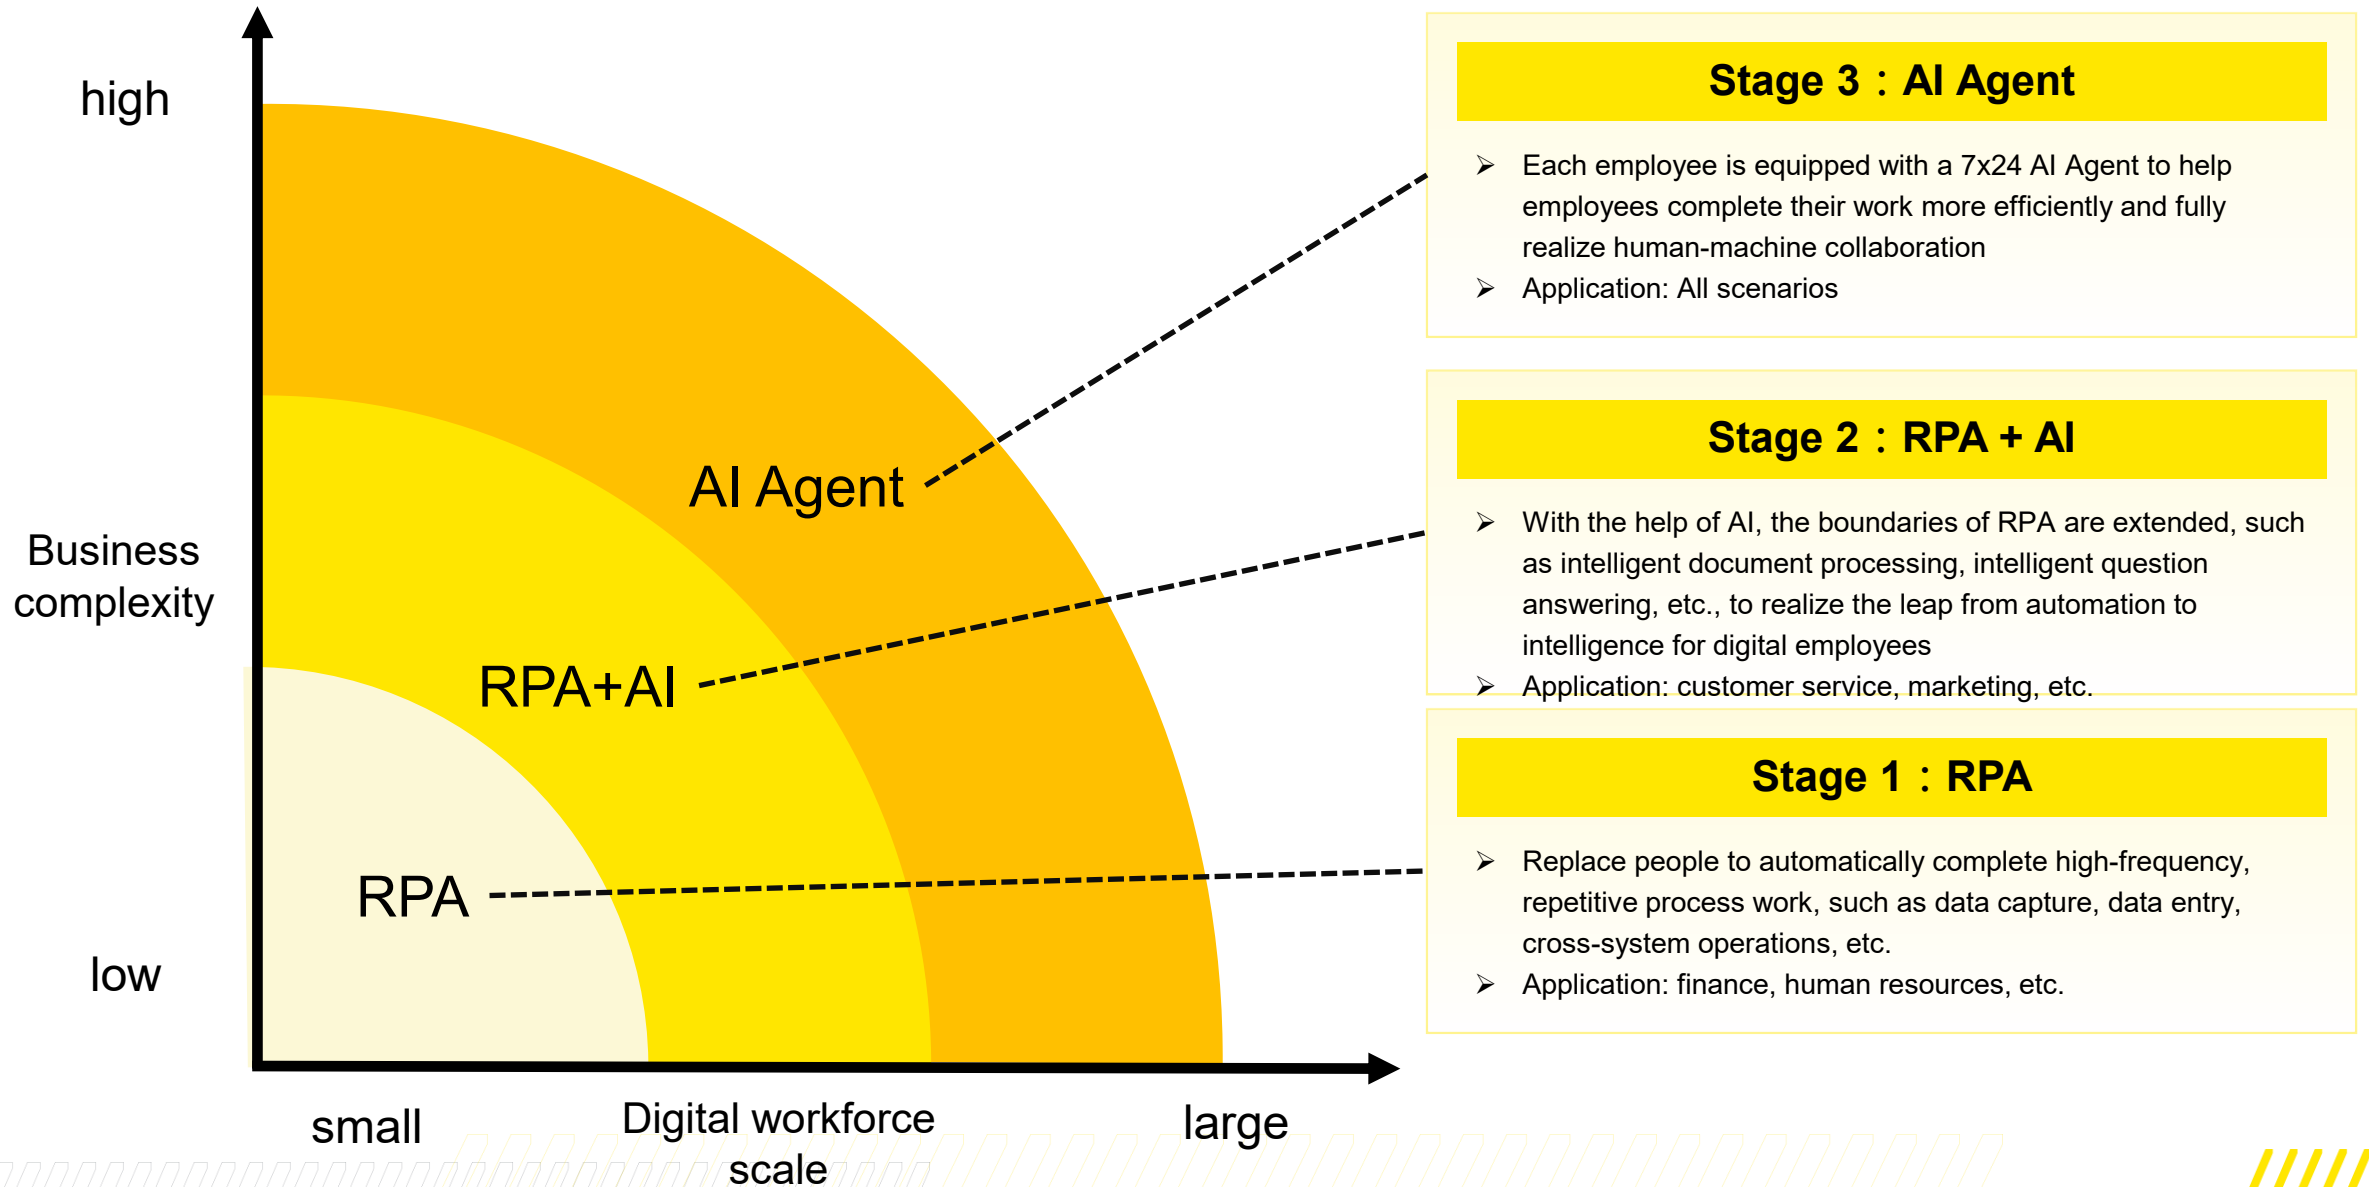 high
Business
complexity
low
AI Agent
RPA+AI
RPA
small
Digital workforce
scale
large
Stage 3：AI Agent
➢ Each employee is equipped with a 7x24 AI Agent to help
employees complete their work more efficiently and fully
realize human-machine collaboration
➢ Application: All scenarios
Stage 2：RPA + AI
➢ With the help of AI, the boundaries of RPA are extended, such
as intelligent document processing, intelligent question
answering, etc., to realize the leap from automation to
intelligence for digital employees
➢ Application: customer service, marketing, etc.
Stage 1：RPA
➢ Replace people to automatically complete high-frequency,
repetitive process work, such as data capture, data entry,
cross-system operations, etc.
➢ Application: finance, human resources, etc.